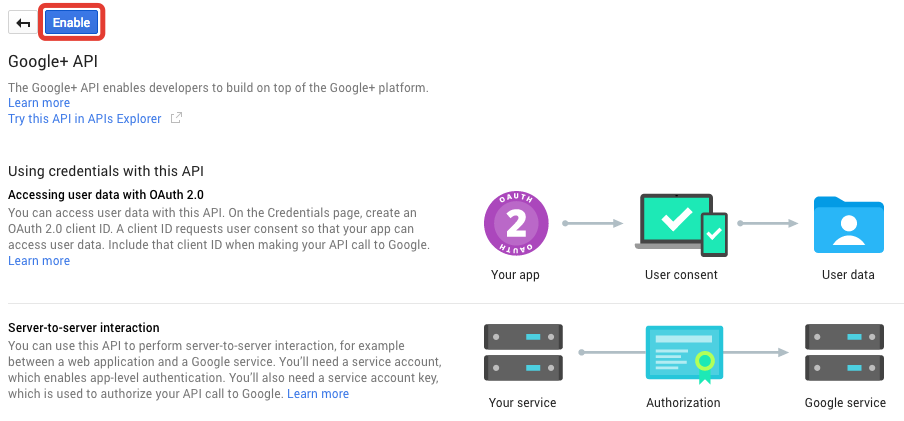 Enable
Google+ API
The Google+ API enables developers to build on top of the Google+ platform.
Learn more
Try this API in APIs Explorer
Using credentials with this API
Accessing user data with OAuth 2.0
You can access user data with this API. On the Credentials page, create an
OAuth 2.0 client ID. A client ID requests user consent so that your app can
access user data. Include that client ID when making your API call to Google.
Learn more
OAUTH
2
OAUTH
Your app
User consent
User data
Server-to-server interaction
You can use this API to perform server-to-server interaction, for example
between a web application and a Google service. You'll need a service account,
which enables app-level authentication. You'll also need a service account key,
which is used to authorize your API call to Google. Learn more
Your service
Authorization
Google service